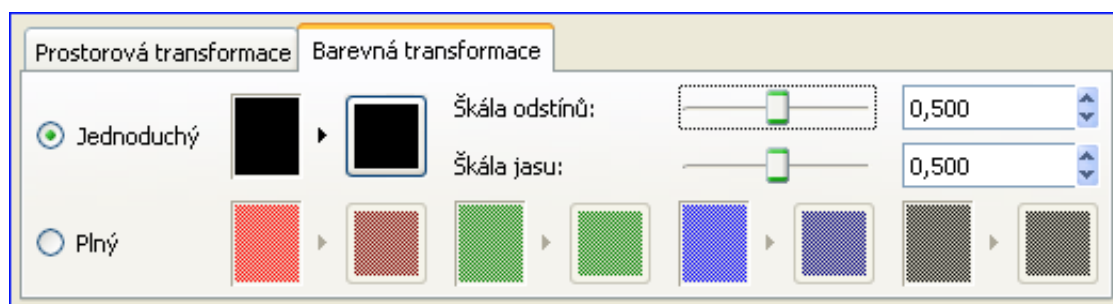 Prostorová transformace Barevná transformace
Jednoduchý Škála odstínů: 0,500
Škála jasu: 0,500
Plný